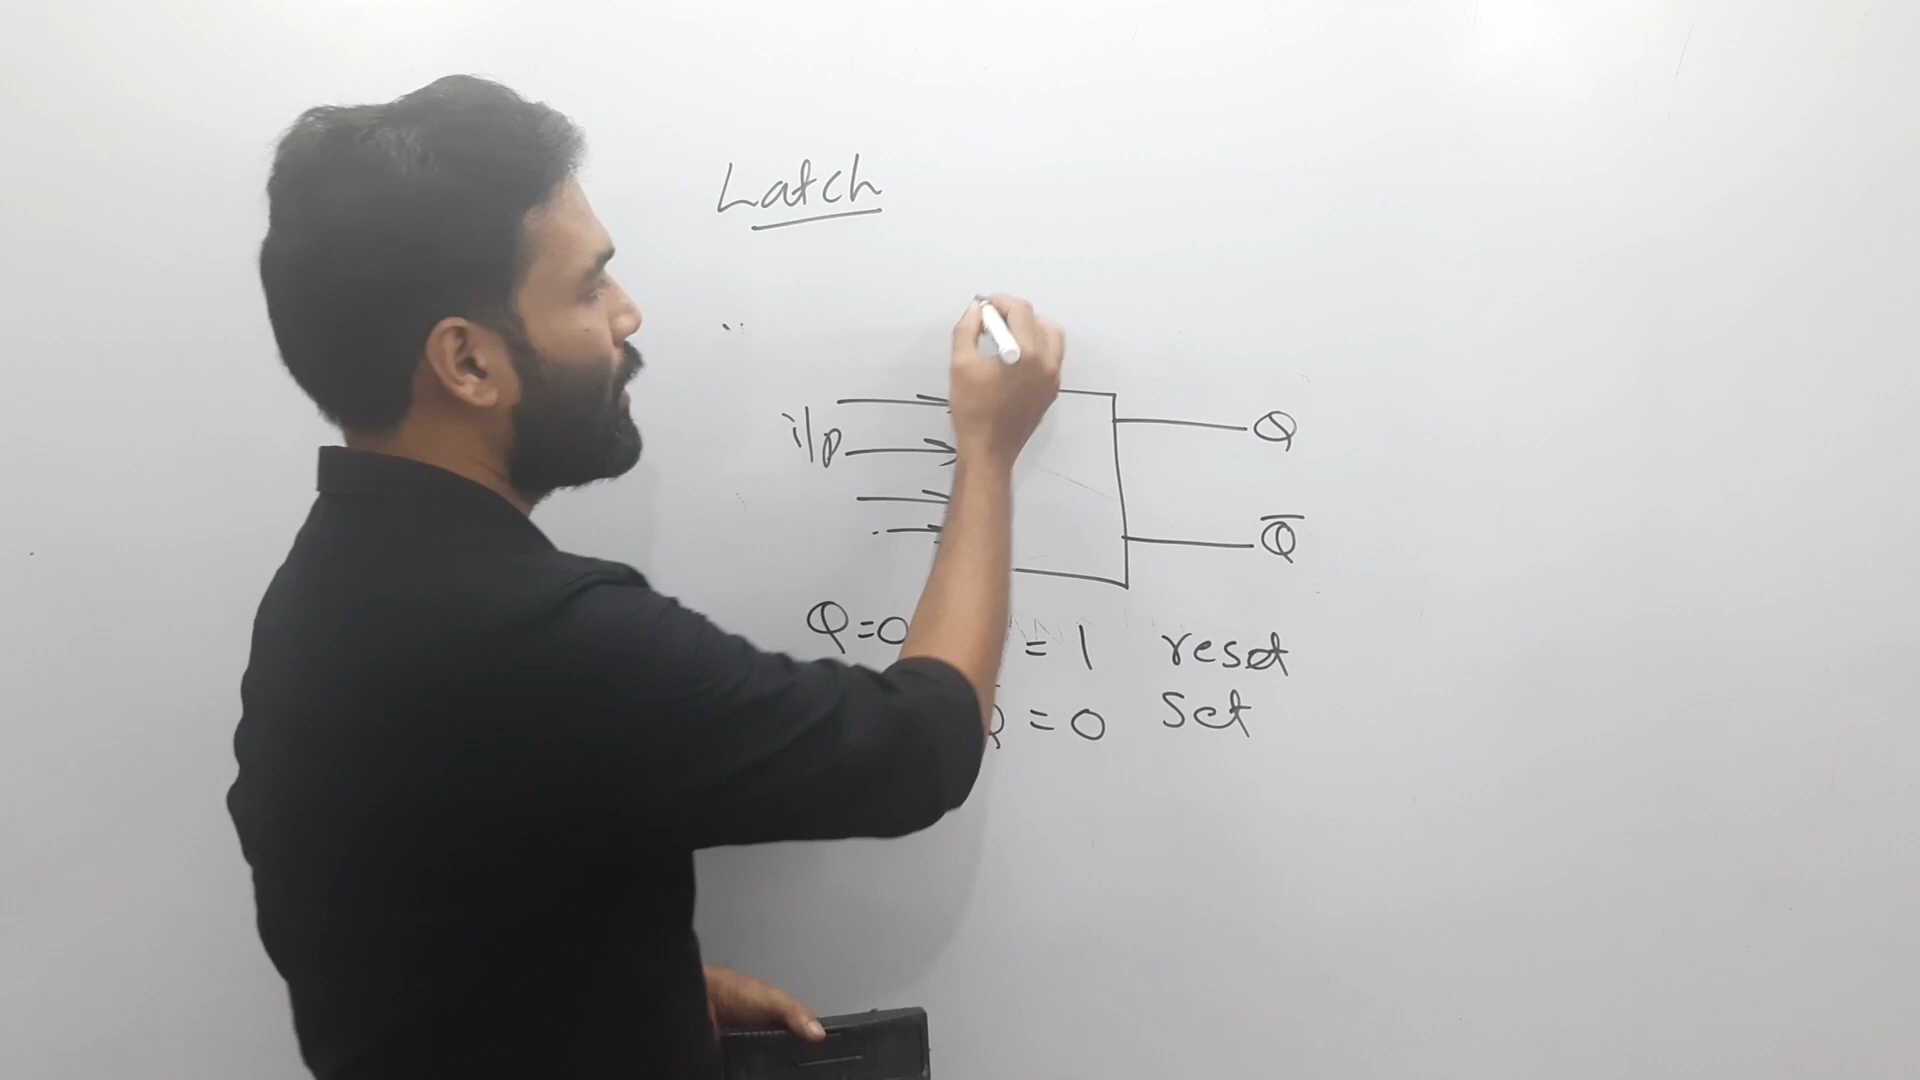 Latch
i/p
Q
Q̅
Q=0 = 1 reset
= 0 Set